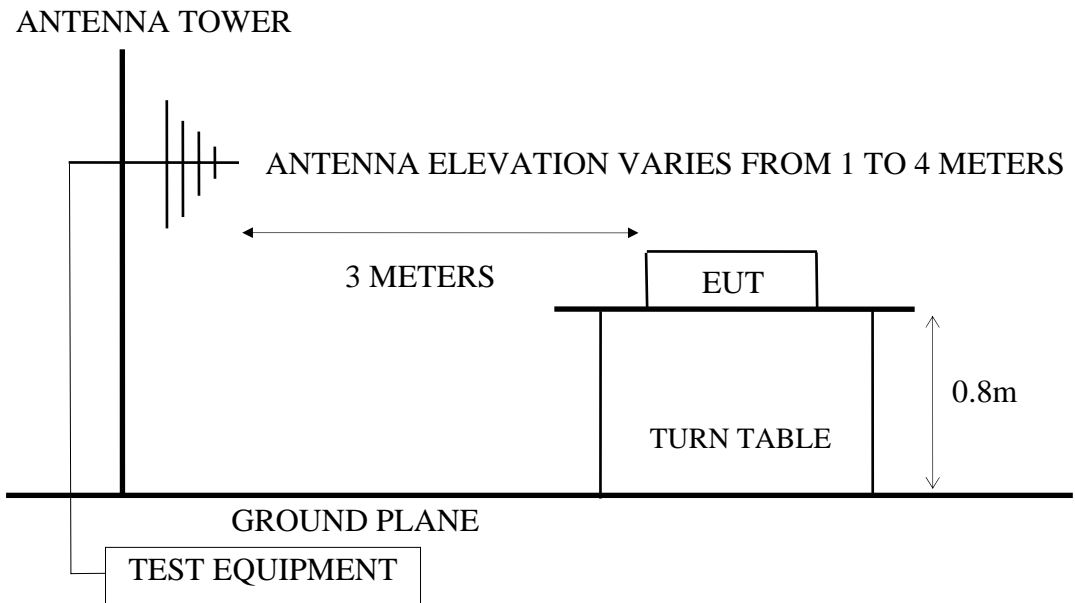 ANTENNA TOWER
ANTENNA ELEVATION VARIES FROM 1 TO 4 METERS
3 METERS
EUT
0.8m
TURN TABLE
GROUND PLANE
TEST EQUIPMENT